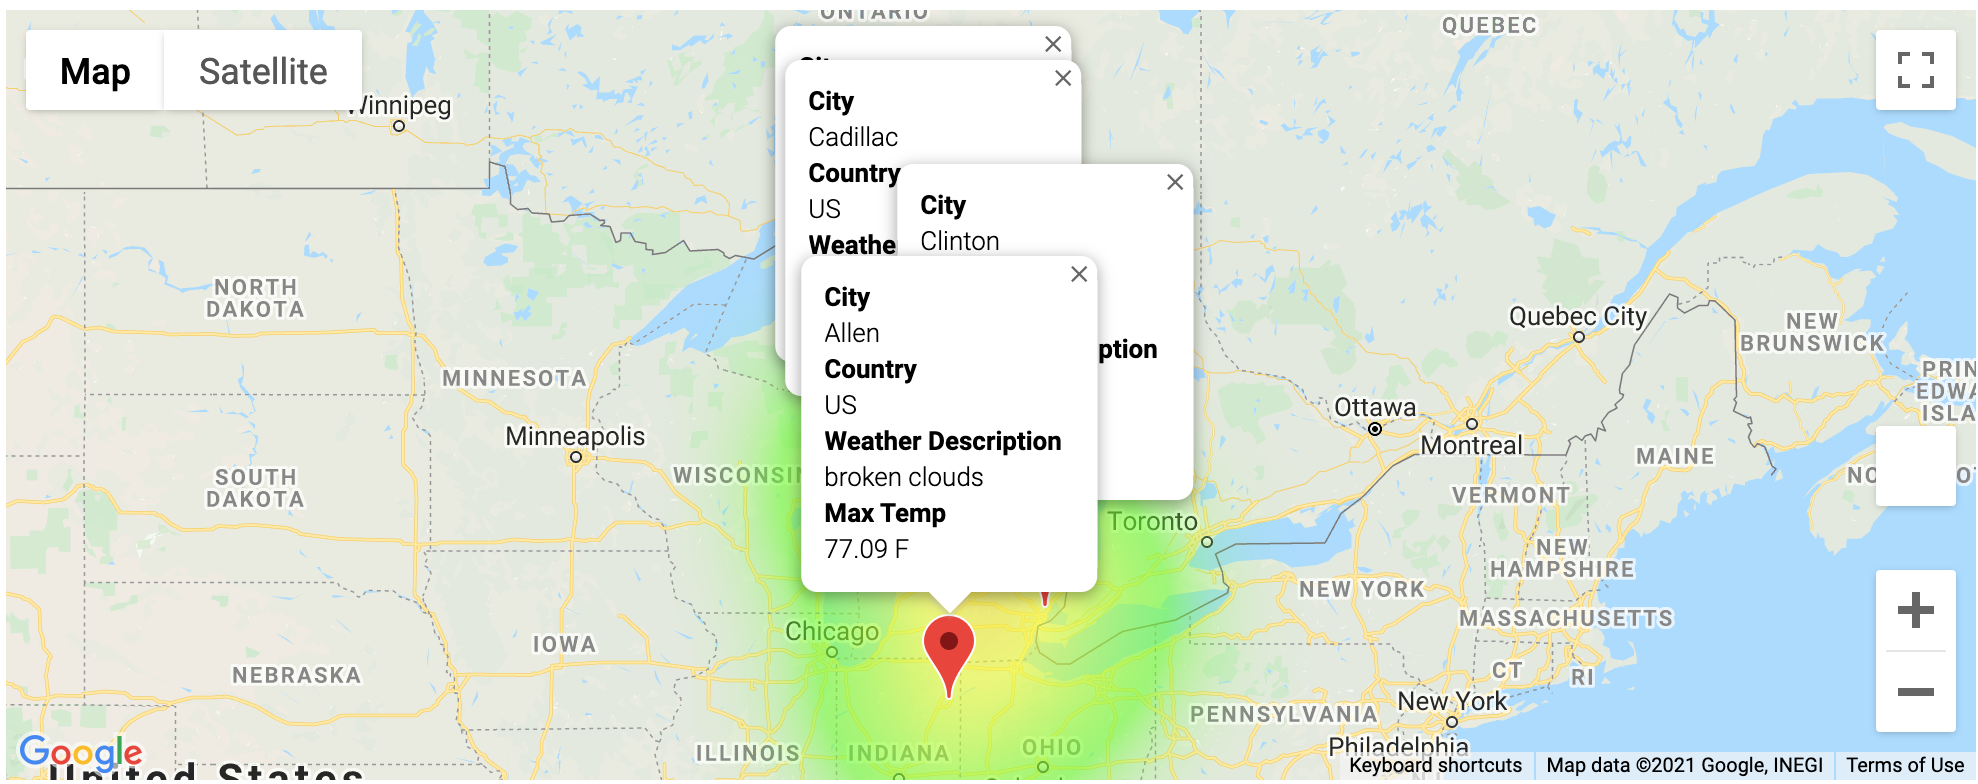 ONTARIO
QUEBEC
Map
Satellite
Winnipeg
City
City
Cadillac
Country
US
Weathe
City
Clinton
ption
City
Allen
Country
US
Weather Description
broken clouds
Max Temp
77.09 F
NORTH
DAKOTA
MINNESOTA
Minneapolis
SOUTH
DAKOTA
WISCONSIN
Quebec City
NEW
BRUNSWICK
PRIN
EDWA
ISLA
Ottawa
Montreal
MAINE
NO
O
VERMONT
Toronto
NEW
HAMPSHIRE
NEW YORK
MASSACHUSETTS
Chicago
IOWA
NEBRASKA
CT
RI
New York
PENNSYLVANIA
Philadelphia
ILLINOIS
INDIANA
OHIO
Google
United States
Keyboard shortcuts
Map data ©2021 Google, INEGI
Terms of Use